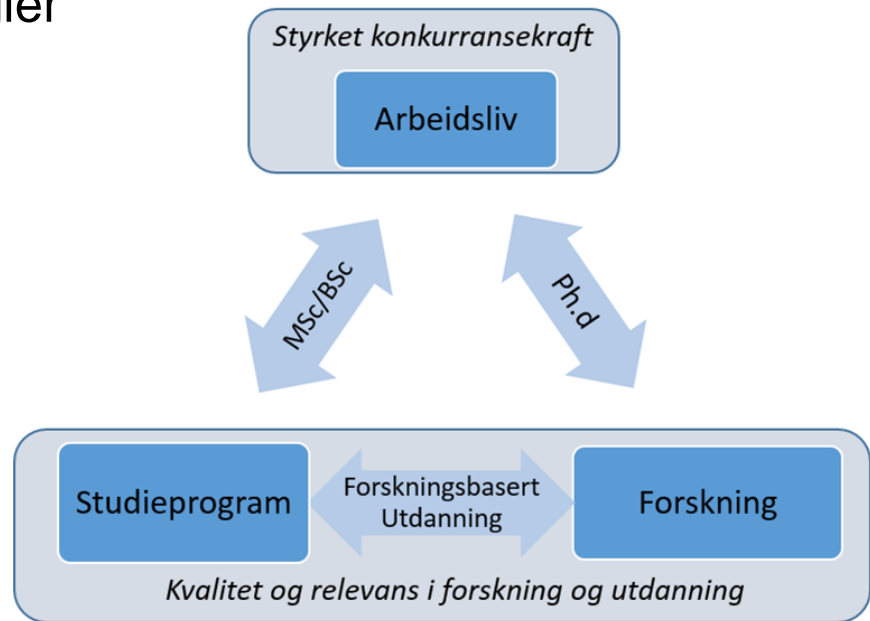 Styrket konkurransekraft
Arbeidsliv
MSc/BSc
Ph.d
Studieprogram
Forskningsbasert
Utdanning
Forskning
Kvalitet og relevans i forskning og utdanning